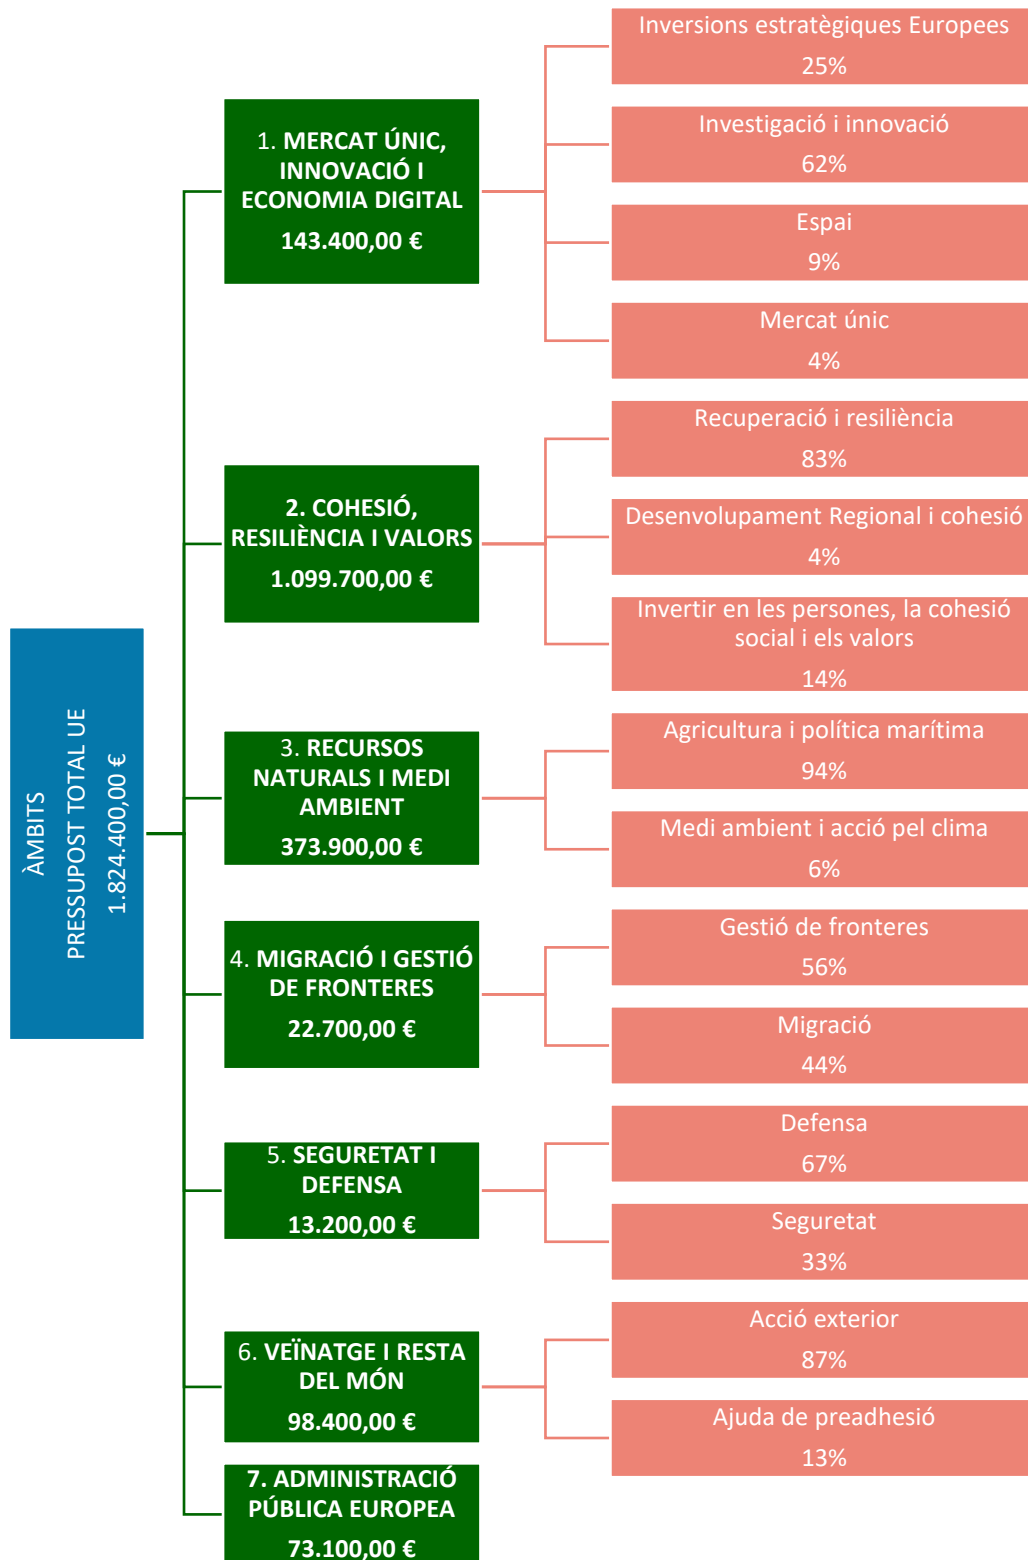 ÀMBITS
PRESSUPOST TOTAL UE
1.824.400,00 €
1. MERCAT ÚNIC,
INNOVACIÓ I
ECONOMIA DIGITAL
143.400,00 €
Inversions estratègiques Europees
25%
Investigació i innovació
62%
Espai
9%
Mercat únic
4%
2. COHESIÓ,
RESILIÈNCIA I VALORS
1.099.700,00 €
Recuperació i resiliència
83%
Desenvolupament Regional i cohesió
4%
Invertir en les persones, la cohesió
social i els valors
14%
3. RECURSOS
NATURALS I MEDI
AMBIENT
373.900,00 €
Agricultura i política marítima
94%
Medi ambient i acció pel clima
6%
4. MIGRACIÓ I GESTIÓ
DE FRONTERES
22.700,00 €
Gestió de fronteres
56%
Migració
44%
5. SEGURETAT I
DEFENSA
13.200,00 €
Defensa
67%
Seguretat
33%
6. VEÏNATGE I RESTA
DEL MÓN
98.400,00 €
Acció exterior
87%
Ajuda de preadhesió
13%
7. ADMINISTRACIÓ
PÚBLICA EUROPEA
73.100,00 €